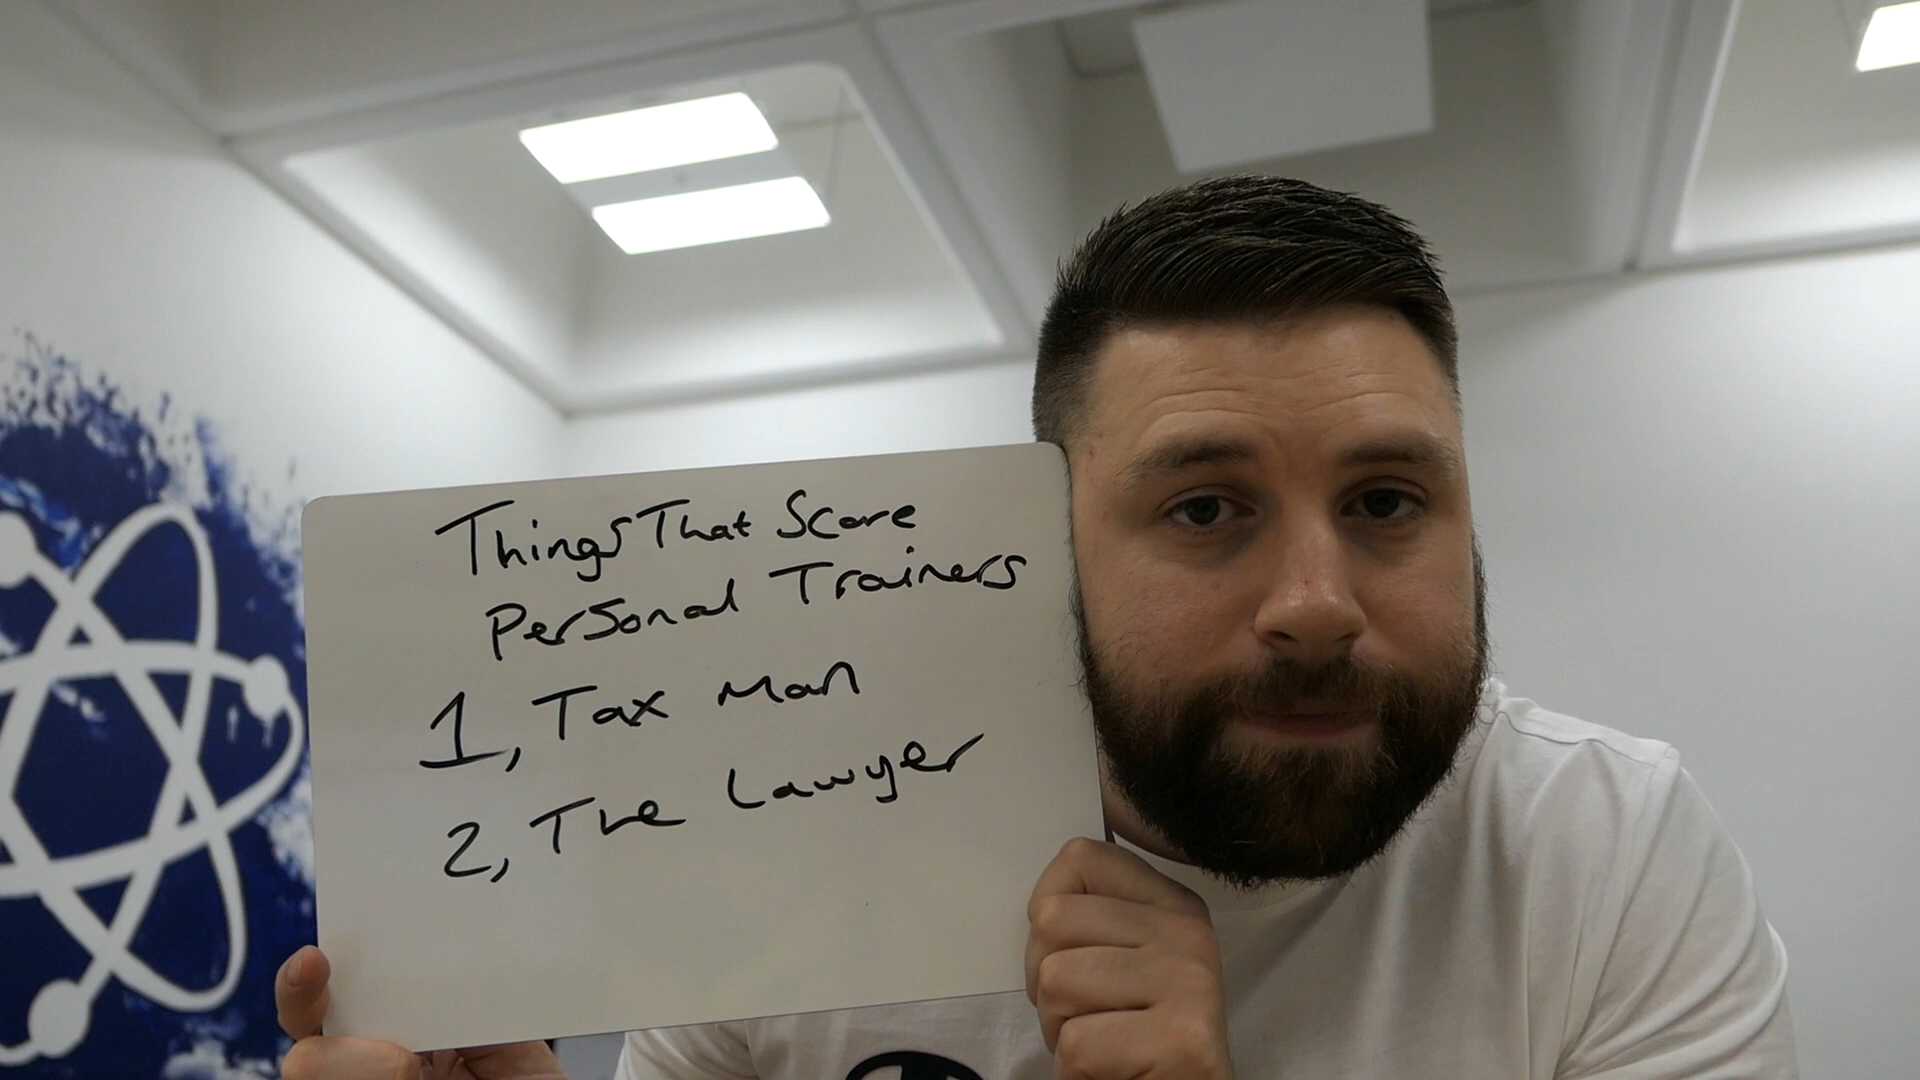 Things That Scare
Personal Trainers
1, Tax Man
2, The Lawyer